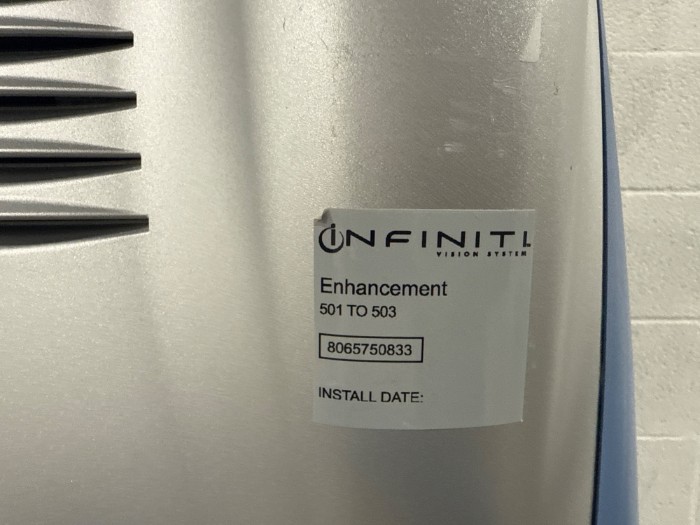 INFINITI
VISION SYSTEM
Enhancement
501 TO 503
8065750833
INSTALL DATE: